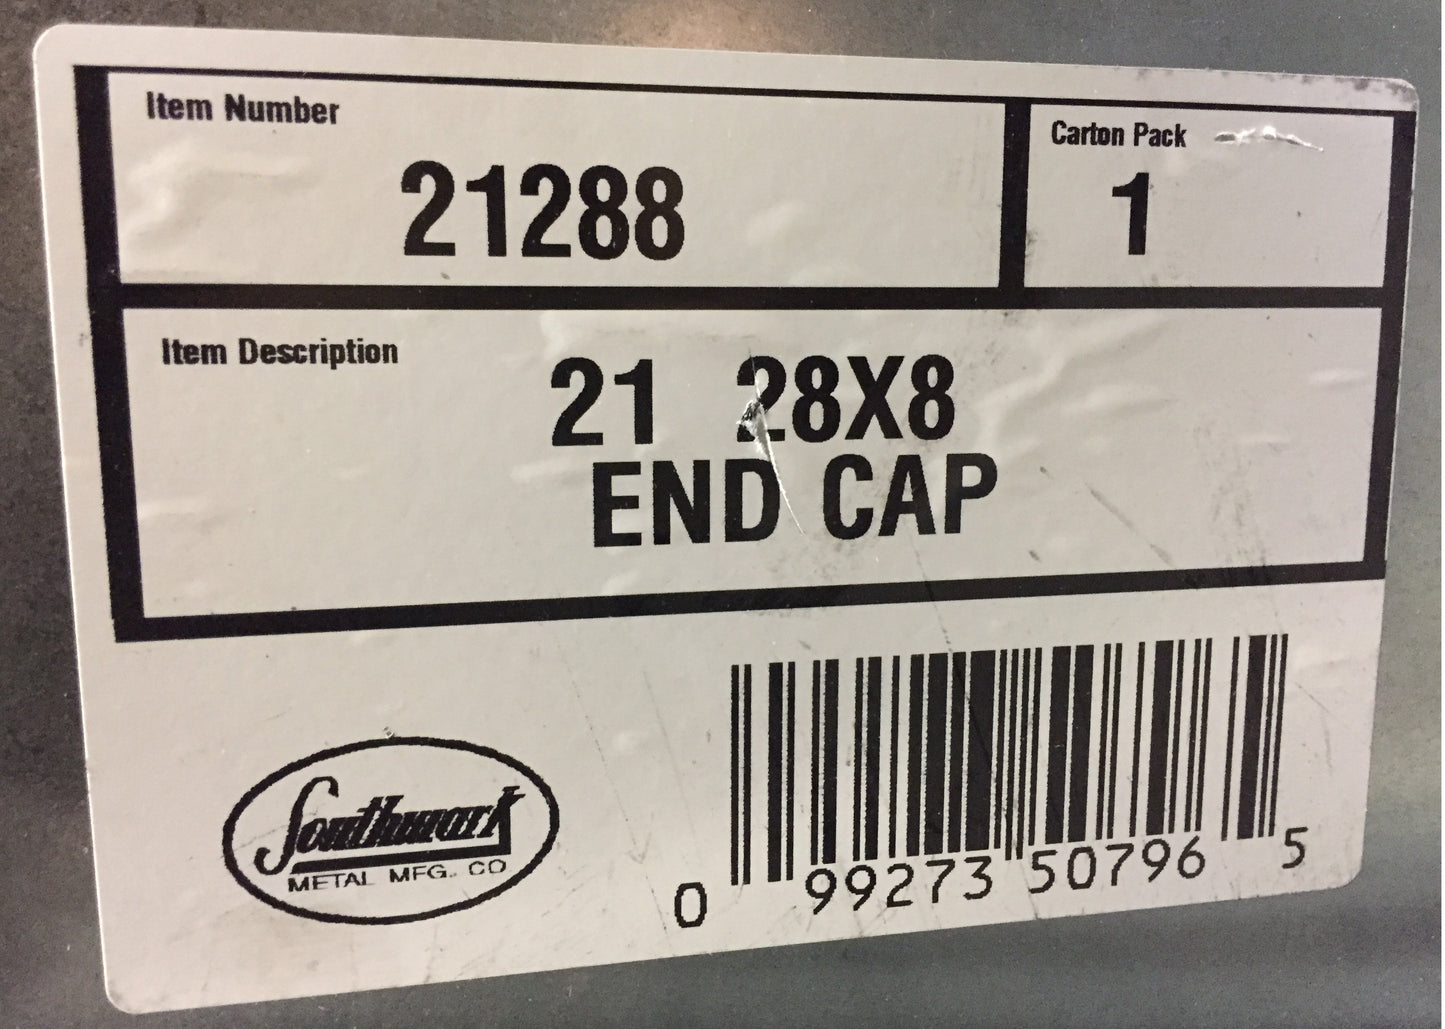 Item Number
21288
Carton Pack
1
Item Description
21 28X8
END CAP
Southwark
METAL MFG. CO
0 99273 50796 5